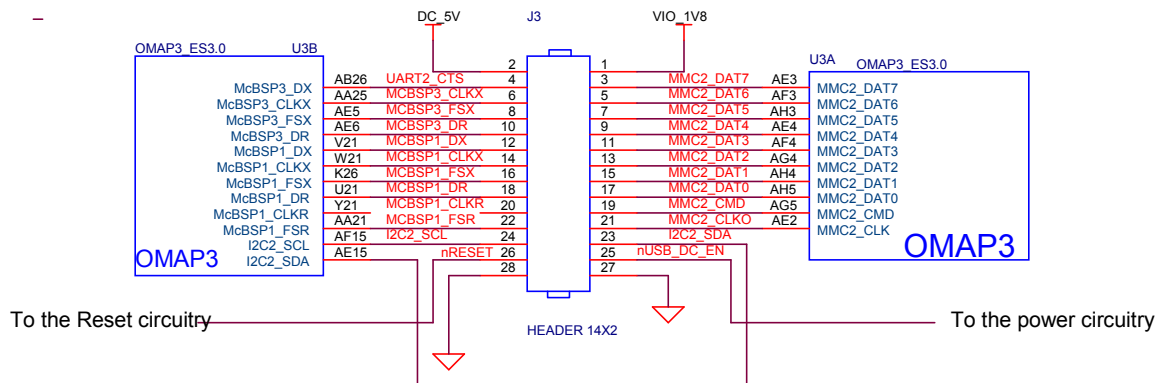 DC_5V J3 VIO_1V8
OMAP3_ES3.0 U3B
U3A OMAP3_ES3.0
2 1
McBSP3_DX AB26 UART2_CTS 4 3 MMC2_DAT7 AE3 MMC2_DAT7
McBSP3_CLKX AA25 MCBSP3_CLKX 6 5 MMC2_DAT6 AF3 MMC2_DAT6
McBSP3_FSX AE5 MCBSP3_FSX 8 7 MMC2_DAT5 AH3 MMC2_DAT5
McBSP3_DR AE6 MCBSP3_DR 10 9 MMC2_DAT4 AE4 MMC2_DAT4
McBSP1_DX V21 MCBSP1_DX 12 11 MMC2_DAT3 AF4 MMC2_DAT3
McBSP1_CLKX W21 MCBSP1_CLKX 14 13 MMC2_DAT2 AG4 MMC2_DAT2
McBSP1_FSX K26 MCBSP1_FSX 16 15 MMC2_DAT1 AH4 MMC2_DAT1
McBSP1_DR U21 MCBSP1_DR 18 17 MMC2_DAT0 AH5 MMC2_DAT0
McBSP1_CLKR Y21 MCBSP1_CLKR 20 19 MMC2_CMD AG5 MMC2_CMD
McBSP1_FSR AA21 MCBSP1_FSR 22 21 MMC2_CLKO AE2 MMC2_CLK
I2C2_SCL AF15 I2C2_SCL 24 23 I2C2_SDA
I2C2_SDA AE15 nRESET 26 25 nUSB_DC_EN
28 27
OMAP3 OMAP3
To the Reset circuitry
To the power circuitry
HEADER 14X2